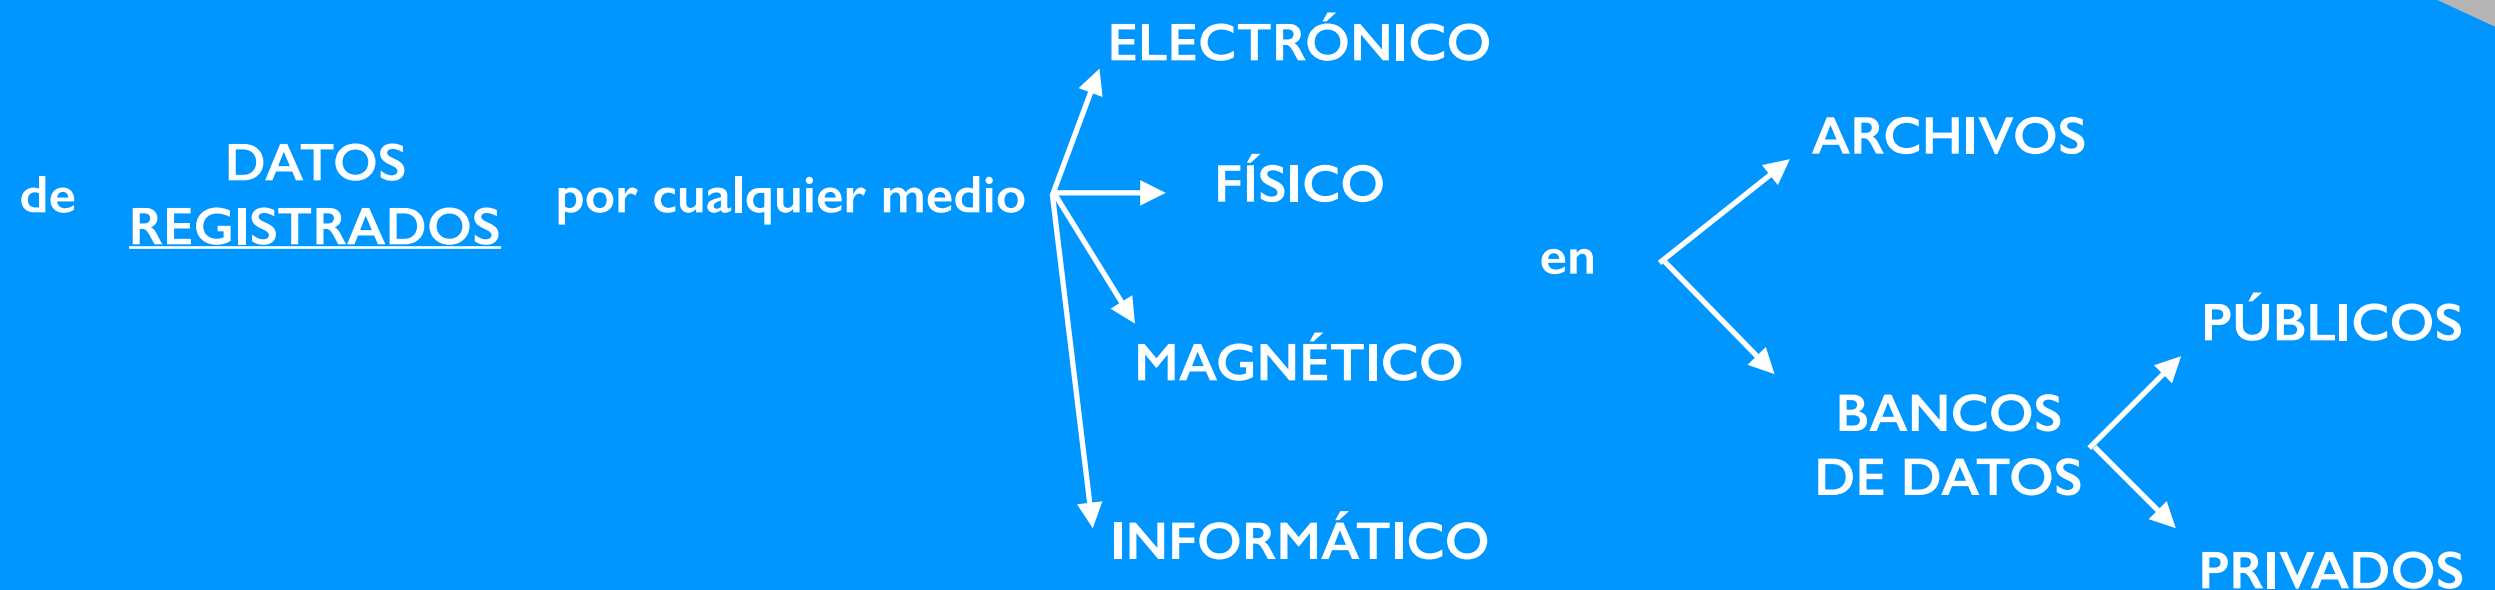 de
DATOS
REGISTRADOS
por cualquier medio
ELECTRÓNICO
FÍSICO
MAGNÉTICO
INFORMÁTICO
en
ARCHIVOS
BANCOS
DE DATOS
PÚBLICOS
PRIVADOS